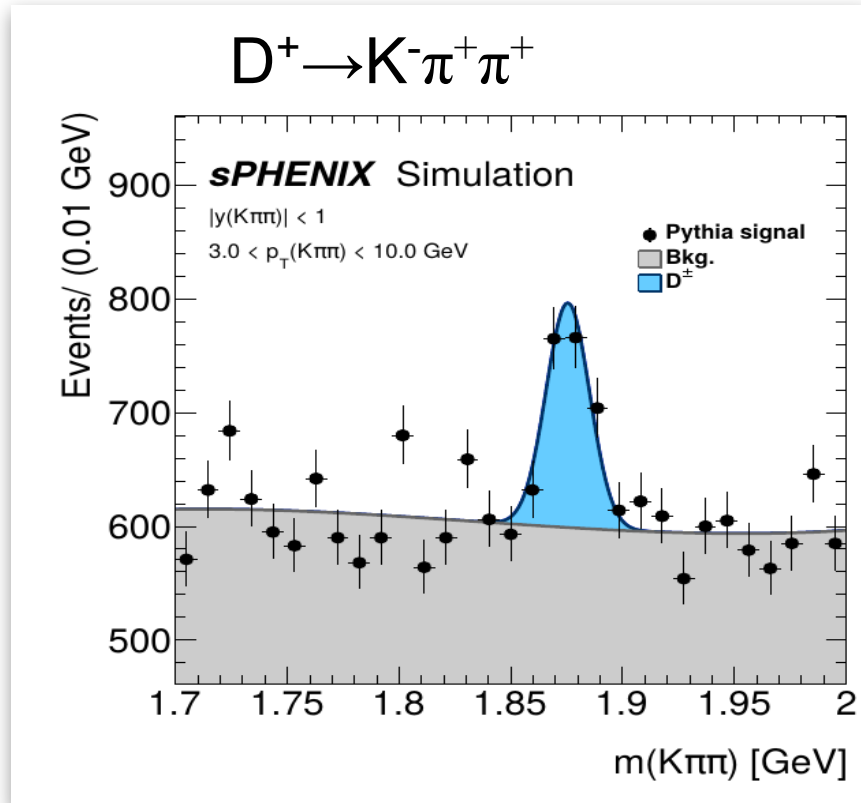 D⁺→K⁻π⁺π⁺
Events/ (0.01 GeV)
sPHENIX Simulation
|y(Kππ)| < 1
3.0 < p_T(Kππ) < 10.0 GeV
Pythia signal
Bkg.
D±
900
800
700
600
500
1.7 1.75 1.8 1.85 1.9 1.95 2
m(Kππ) [GeV]